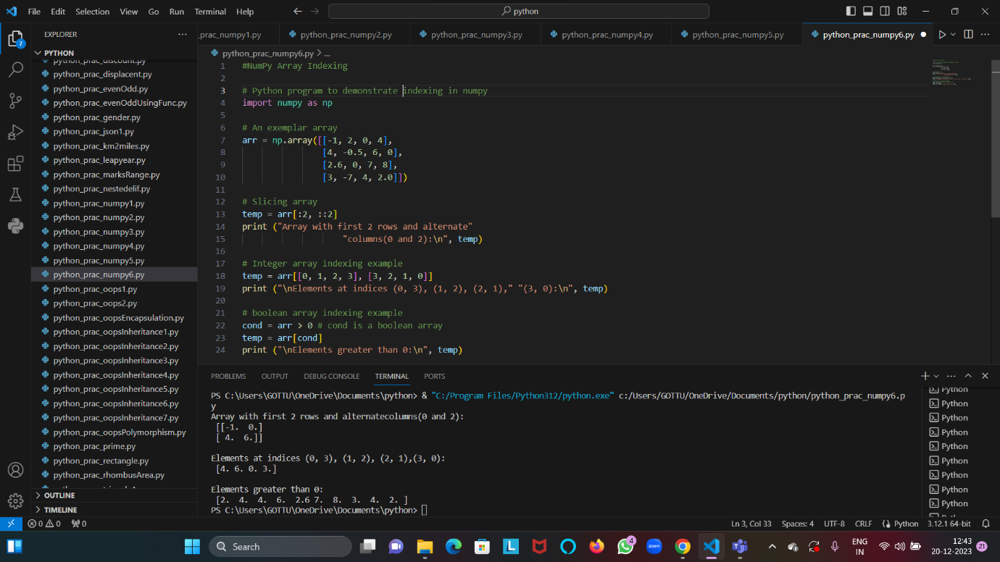 File Edit Selection View Go Run Terminal Help
python
EXPLORER
_prac_numpy1.py python_prac_numpy2.py python_prac_numpy3.py python_prac_numpy4.py python_prac_numpy5.py python_prac_numpy6.py
PYTHON
python_prac_discount.py
python_prac_displacent.py
python_prac_evenOdd.py
python_prac_evenOddUsingFunc.py
python_prac_gender.py
python_prac_json1.py
python_prac_km2miles.py
python_prac_leapyear.py
python_prac_marksRange.py
python_prac_nestedelif.py
python_prac_numpy1.py
python_prac_numpy2.py
python_prac_numpy3.py
python_prac_numpy4.py
python_prac_numpy5.py
python_prac_numpy6.py
python_prac_oops1.py
python_prac_oops2.py
python_prac_oopsEncapsulation.py
python_prac_oopsInheritance1.py
python_prac_oopsInheritance2.py
python_prac_oopsInheritance3.py
python_prac_oopsInheritance4.py
python_prac_oopsInheritance5.py
python_prac_oopsInheritance6.py
python_prac_oopsInheritance7.py
python_prac_oopsPolymorphism.py
python_prac_prime.py
python_prac_rectangle.py
python_prac_rhombusArea.py
OUTLINE
TIMELINE
7
python_prac_numpy6.py > ...
1 #NumPy Array Indexing
2
3 # Python program to demonstrate indexing in numpy
4 import numpy as np
5
6 # An exemplar array
7 arr = np.array([[-1, 2, 0, 4],
8 [4, -0.5, 6, 0],
9 [2.6, 0, 7, 8],
10 [3, -7, 4, 2.0]])
11
12 # Slicing array
13 temp = arr[:2, ::2]
14 print ("Array with first 2 rows and alternate"
15 "columns(0 and 2):\n", temp)
16
17 # Integer array indexing example
18 temp = arr[[0, 1, 2, 3], [3, 2, 1, 0]]
19 print ("\nElements at indices (0, 3), (1, 2), (2, 1)," "(3, 0):\n", temp)
20
21 # boolean array indexing example
22 cond = arr > 0 # cond is a boolean array
23 temp = arr[cond]
24 print ("\nElements greater than 0:\n", temp)
PROBLEMS OUTPUT DEBUG CONSOLE TERMINAL PORTS
PS C:\Users\GOTTU\OneDrive\Documents\python> & "C:/Program Files/Python312/python.exe" c:/Users/GOTTU/OneDrive/Documents/python/python_prac_numpy6.p
y
Array with first 2 rows and alternatecolumns(0 and 2):
[[-1. 0.]
[ 4. 6.]]
Elements at indices (0, 3), (1, 2), (2, 1),(3, 0):
[4. 6. 0. 3.]
Elements greater than 0:
[2. 4. 4. 6. 2.6 7. 8. 3. 4. 2. ]
PS C:\Users\GOTTU\OneDrive\Documents\python>
Python
Python
Python
Python
Python
Python
Python
Python
Python
0 0 0 Ln 3, Col 33 Spaces: 4 UTF-8 CRLF Python 3.12.1 64-bit
Search
L
4
zoom
ENG
IN
12:43
20-12-2023
21